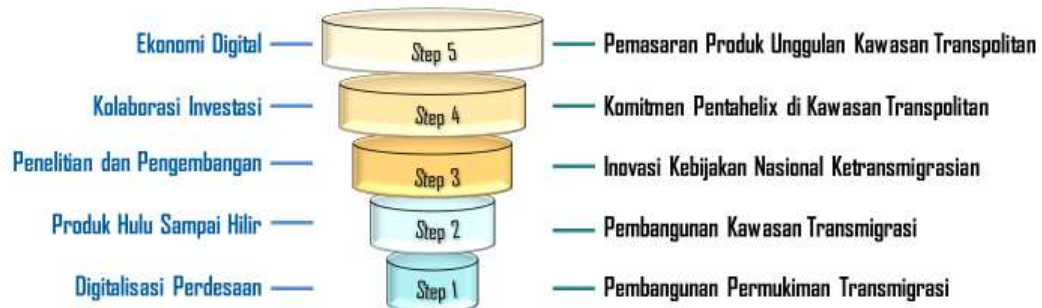 Ekonomi Digital
Step 5
Pemasaran Produk Unggulan Kawasan Transpolitan
Kolaborasi Investasi
Step 4
Komitmen Pentahelix di Kawasan Transpolitan
Penelitian dan Pengembangan
Step 3
Inovasi Kebijakan Nasional Ketransmigrasian
Produk Hulu Sampai Hilir
Step 2
Pembangunan Kawasan Transmigrasi
Digitalisasi Perdesaan
Step 1
Pembangunan Permukiman Transmigrasi